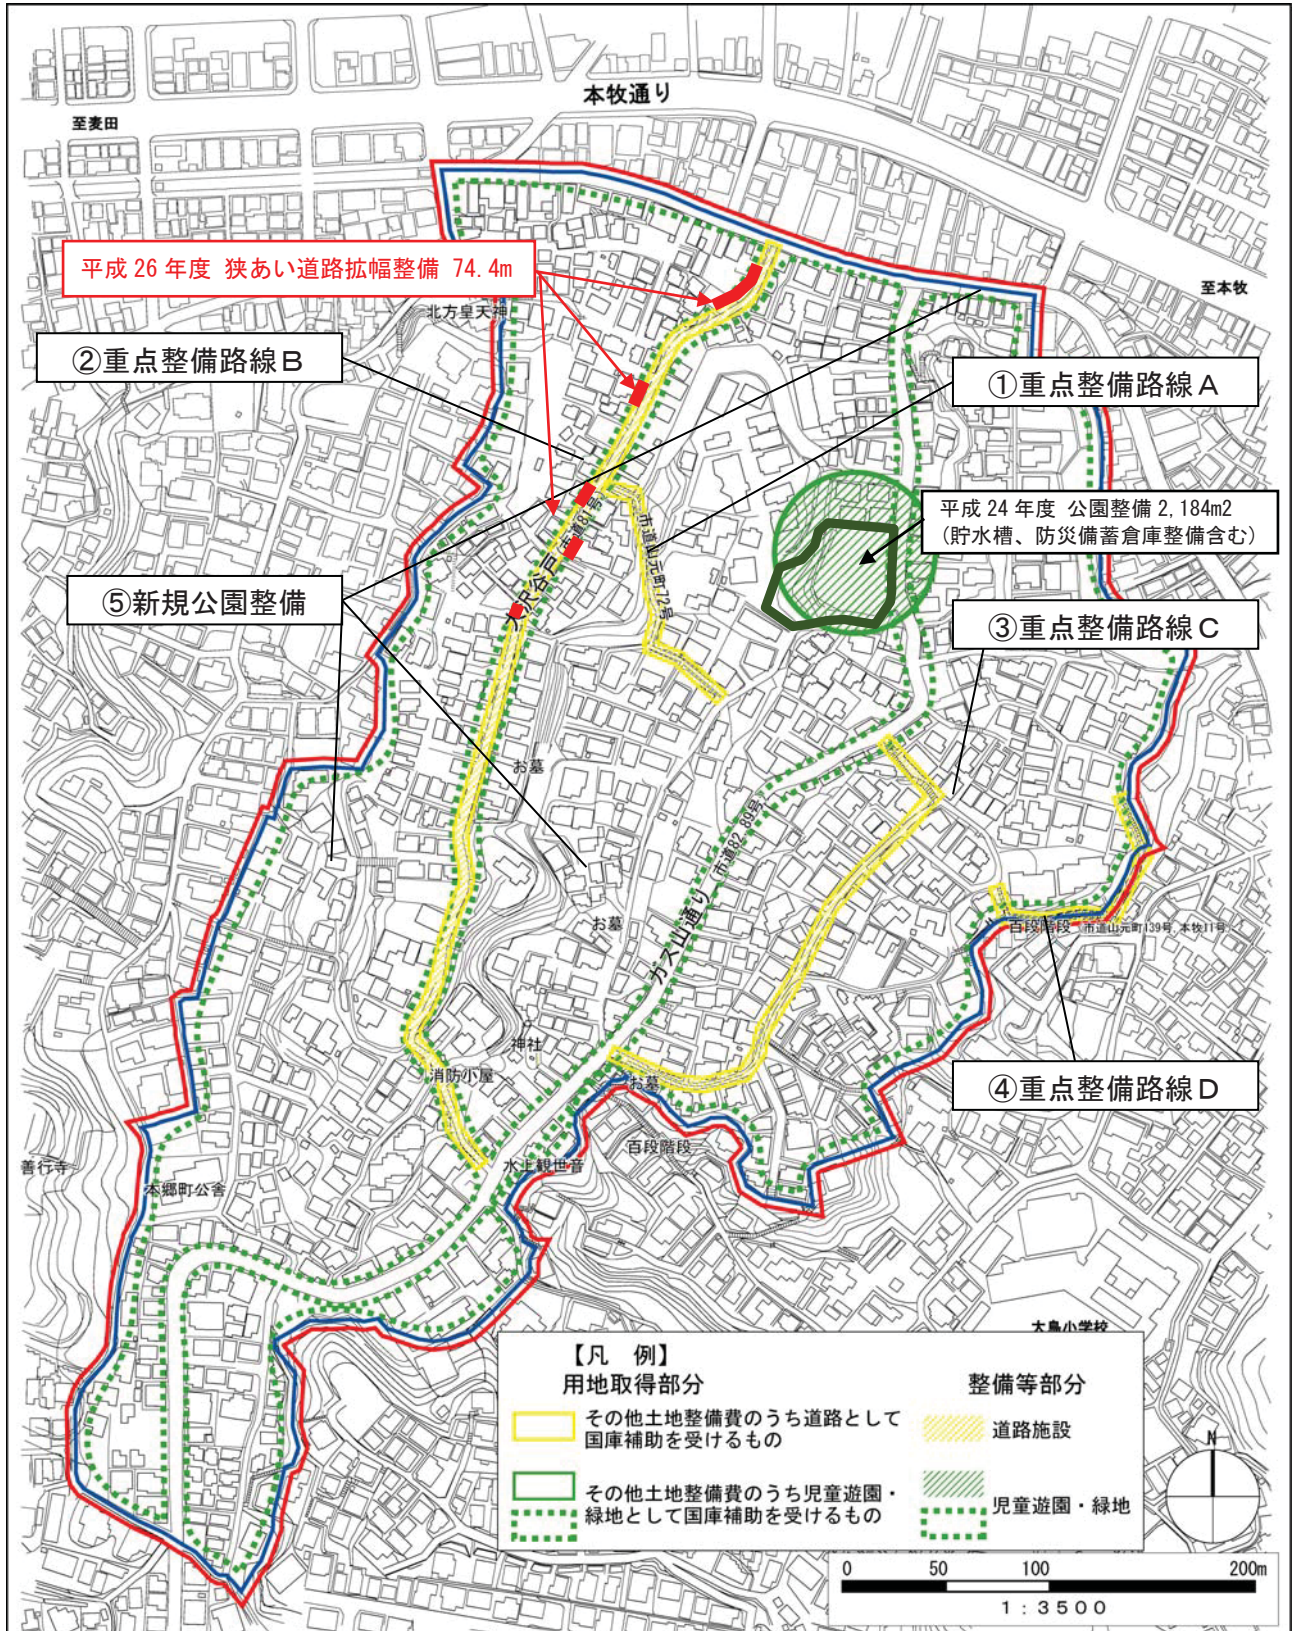 本牧通り
至麦田
至本牧
平成 26 年度 狭あい道路拡幅整備 74.4m
北方皇天神
②重点整備路線B
①重点整備路線A
平成 24 年度 公園整備 2,184m2
(貯水槽、防災備蓄倉庫整備含む)
大沢谷戸 市道81号
市道山元町72号
⑤新規公園整備
③重点整備路線C
お墓
ガス山通り 市道82,89号
お墓
百段階段 市道山元町139号,本牧11号
神社
消防小屋
お墓
④重点整備路線D
百段階段
水上観世音
善行寺
本郷町公舎
大鳥小学校
【凡 例】
用地取得部分
整備等部分
その他土地整備費のうち道路として
国庫補助を受けるもの
道路施設
その他土地整備費のうち児童遊園・
緑地として国庫補助を受けるもの
児童遊園・緑地
N
0 50 100 200m
1:3500